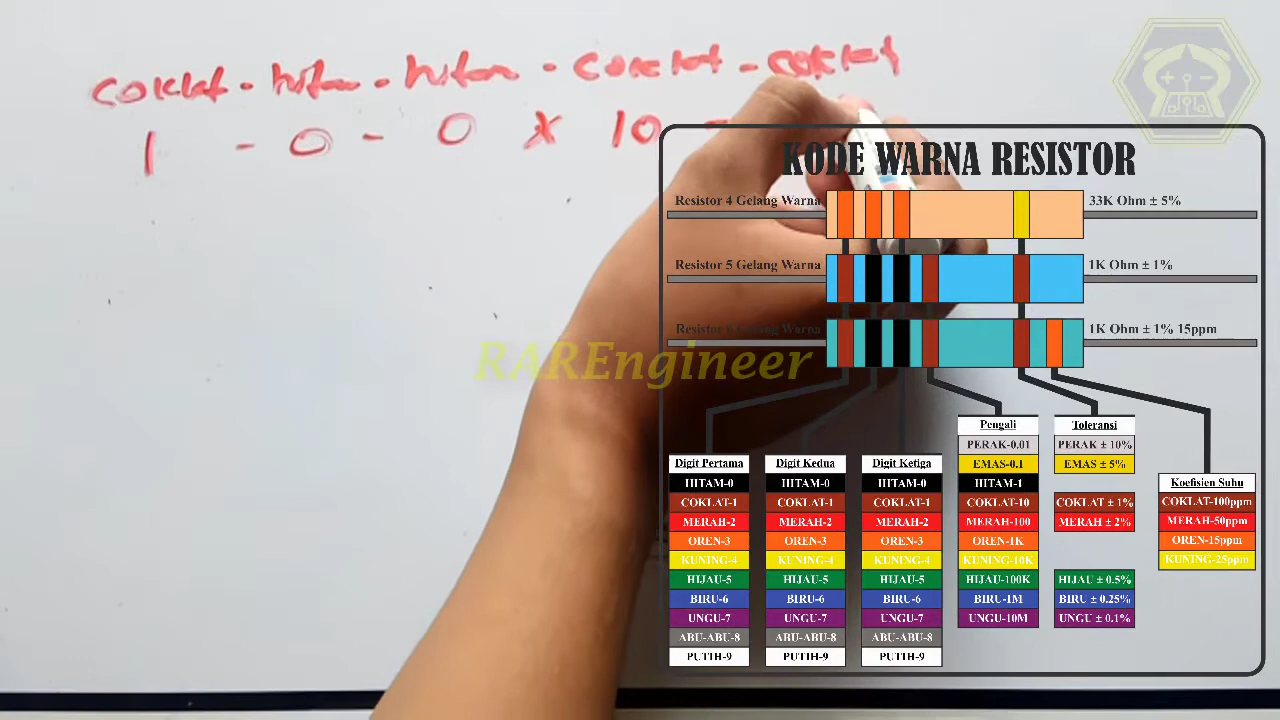 coklat - hitam - hitam - coklat - coklat
1 - 0 - 0 x 10 -
KODE WARNA RESISTOR
Resistor 4 Gelang Warna
33K Ohm ± 5%
Resistor 5 Gelang Warna
1K Ohm ± 1%
Resistor 6 Gelang Warna
1K Ohm ± 1% 15ppm
RAREngineer
Digit Pertama
HITAM-0
COKLAT-1
MERAH-2
OREN-3
KUNING-4
HIJAU-5
BIRU-6
UNGU-7
ABU-ABU-8
PUTIH-9
Digit Kedua
HITAM-0
COKLAT-1
MERAH-2
OREN-3
KUNING-4
HIJAU-5
BIRU-6
UNGU-7
ABU-ABU-8
PUTIH-9
Digit Ketiga
HITAM-0
COKLAT-1
MERAH-2
OREN-3
KUNING-4
HIJAU-5
BIRU-6
UNGU-7
ABU-ABU-8
PUTIH-9
Pengali
PERAK-0.01
EMAS-0.1
HITAM-1
COKLAT-10
MERAH-100
OREN-1K
KUNING-10K
HIJAU-100K
BIRU-1M
UNGU-10M
Toleransi
PERAK ± 10%
EMAS ± 5%
COKLAT ± 1%
MERAH ± 2%
HIJAU ± 0.5%
BIRU ± 0.25%
UNGU ± 0.1%
Koefisien Suhu
COKLAT-100ppm
MERAH-50ppm
OREN-15ppm
KUNING-25ppm